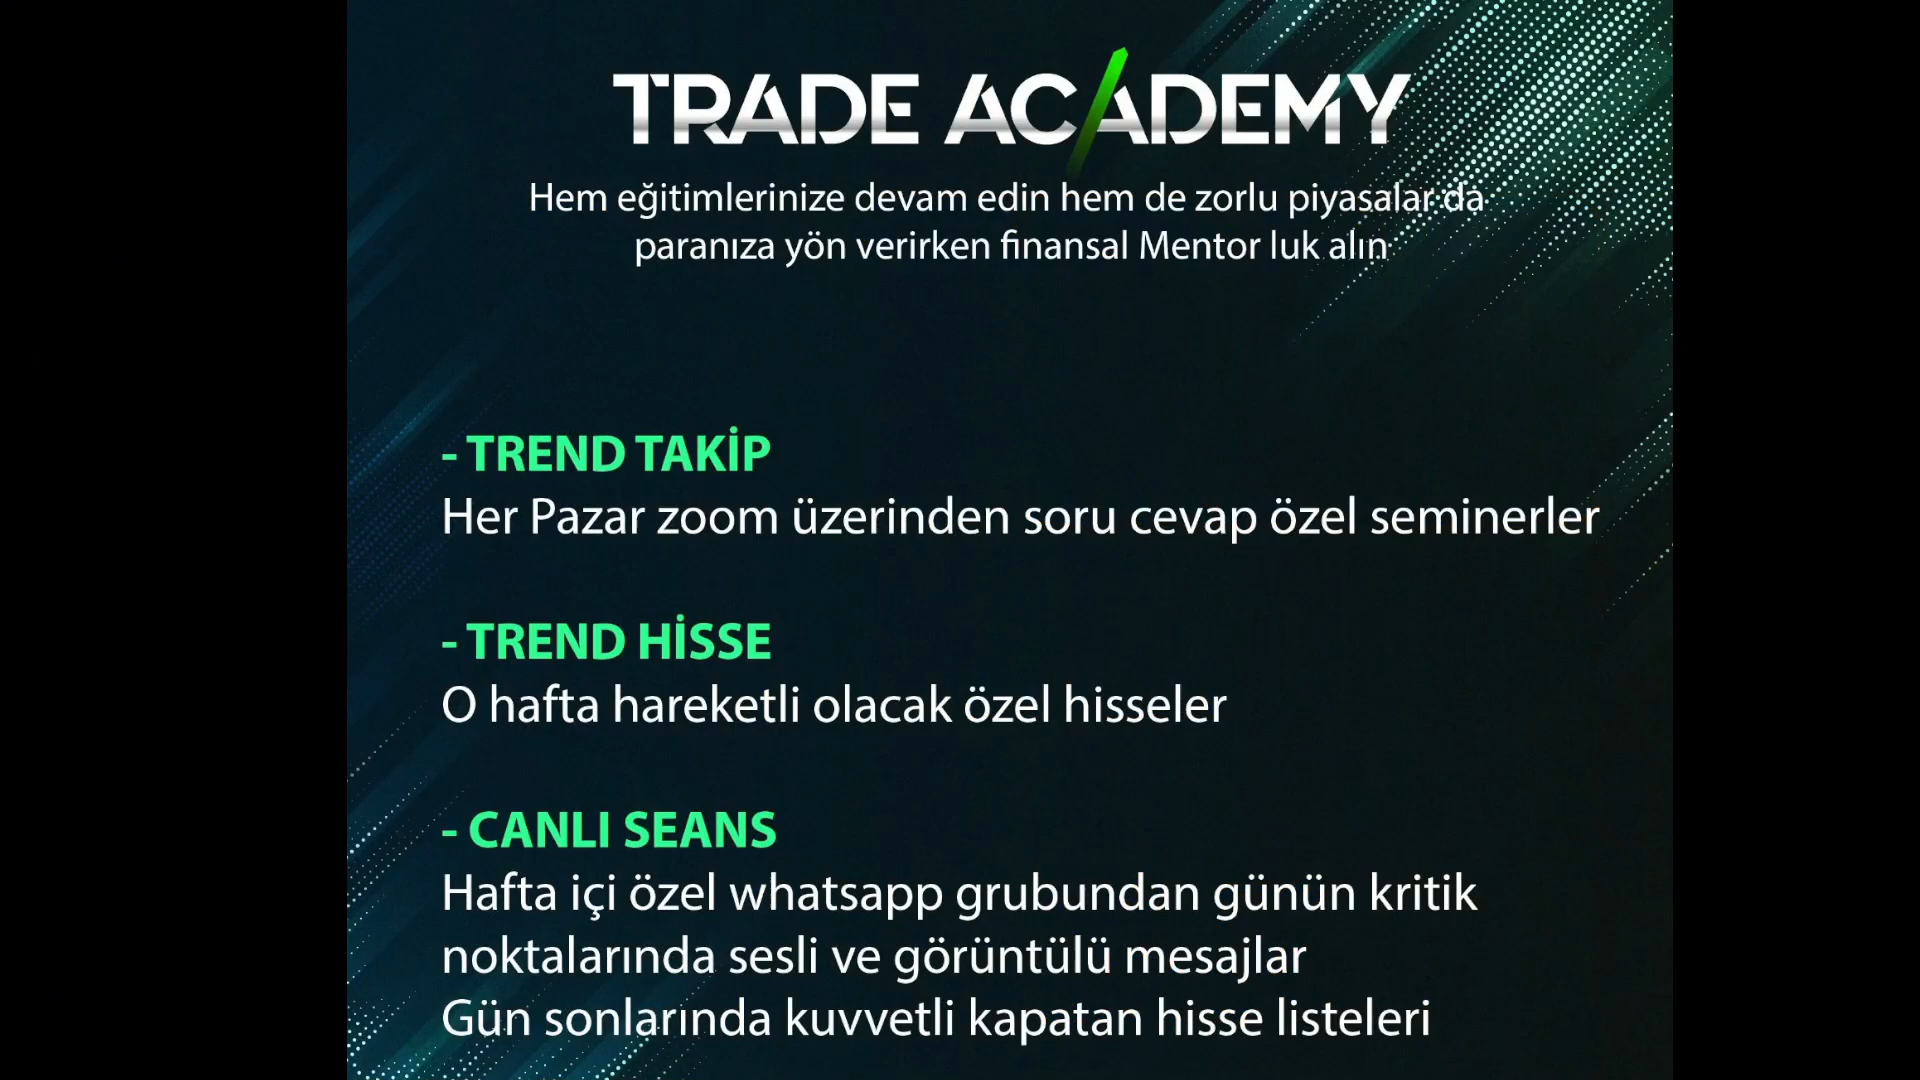 TRADE ACADEMY
Hem eğitimlerinize devam edin hem de zorlu piyasalar da
paranıza yön verirken finansal Mentor luk alın
- TREND TAKİP
Her Pazar zoom üzerinden soru cevap özel seminerler
- TREND HİSSE
O hafta hareketli olacak özel hisseler
- CANLI SEANS
Hafta içi özel whatsapp grubundan günün kritik
noktalarında sesli ve görüntülü mesajlar
Gün sonlarında kuvvetli kapatan hisse listeleri